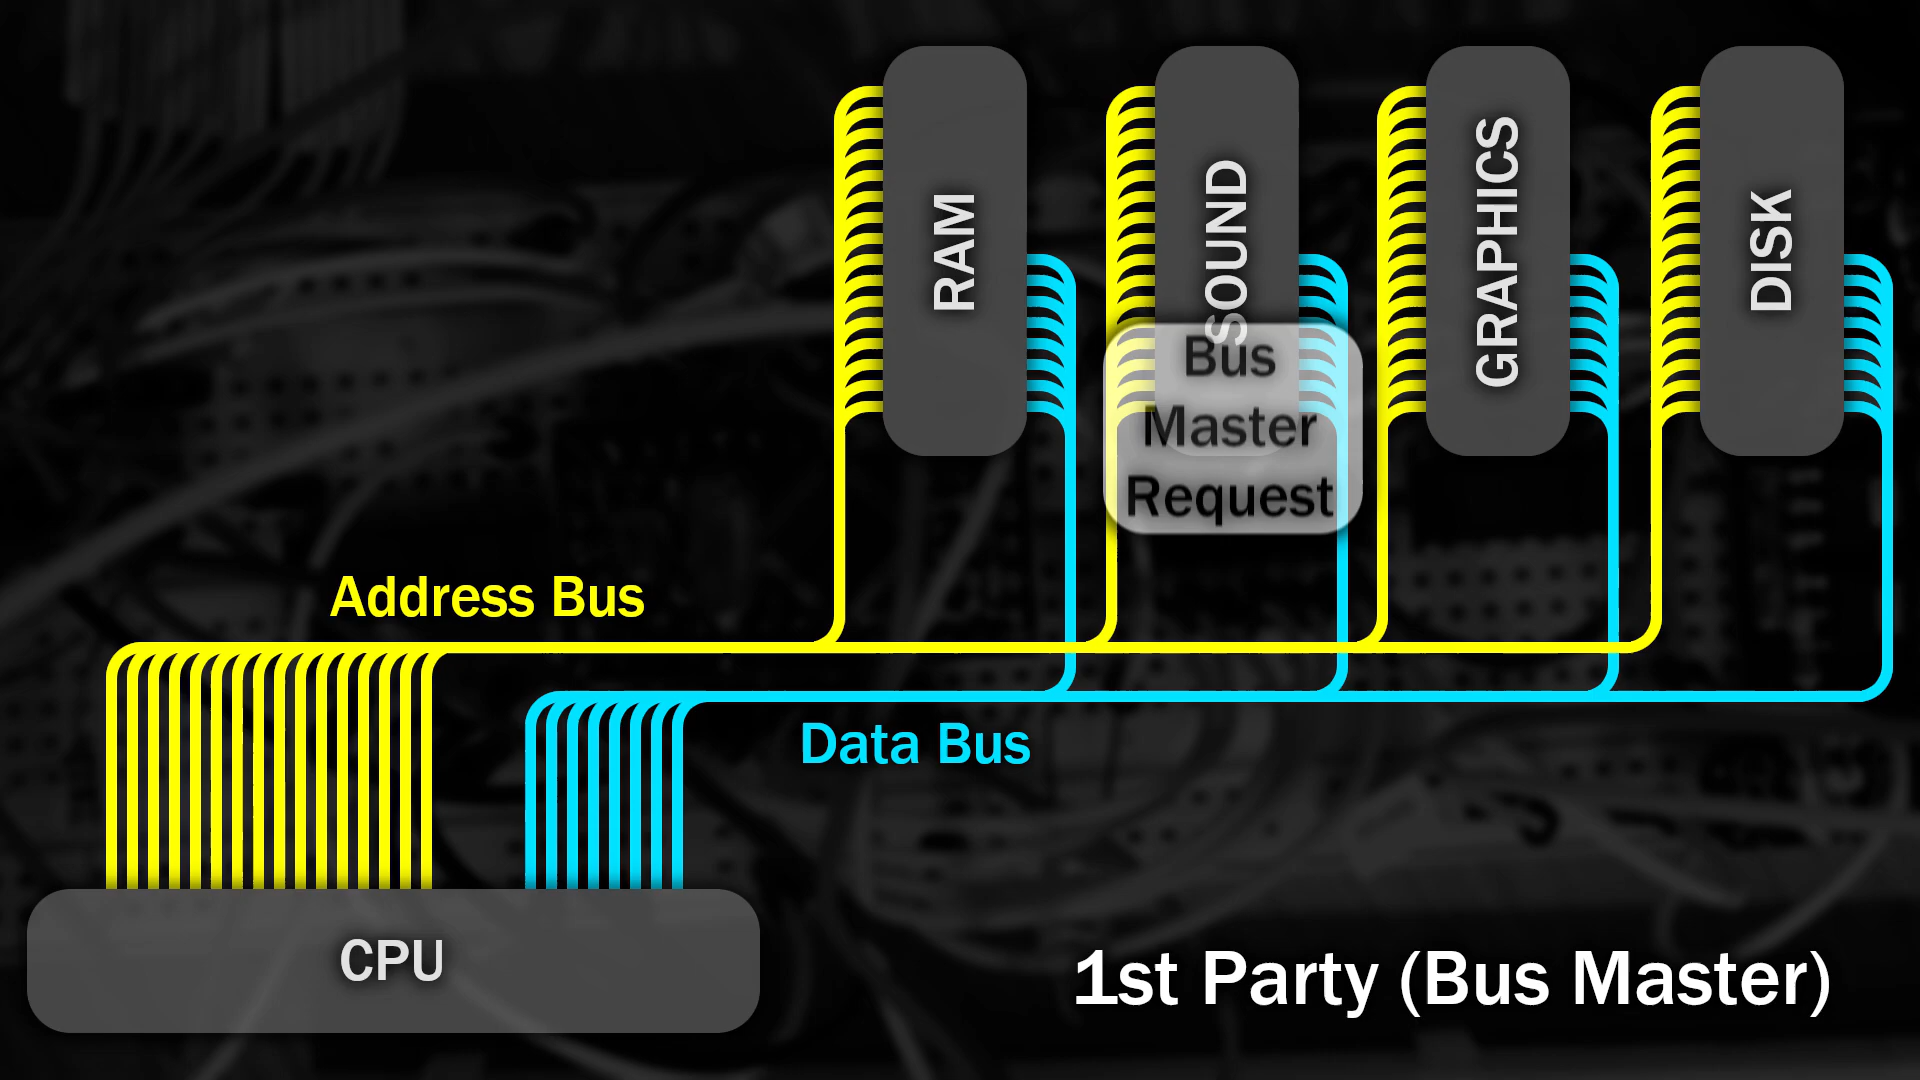 RAM
SOUND
GRAPHICS
DISK
Bus
Master
Request
Address Bus
Data Bus
CPU
1st Party (Bus Master)